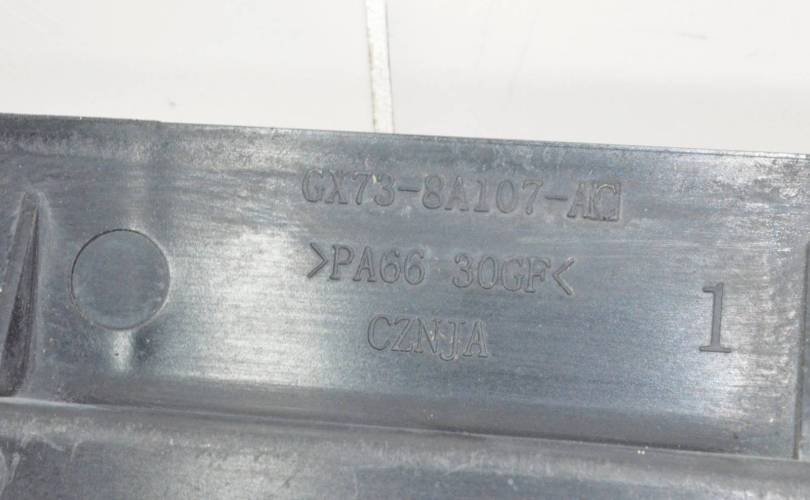 GX73-8A107-AC
>PA66 30GF<
CZNJA
1